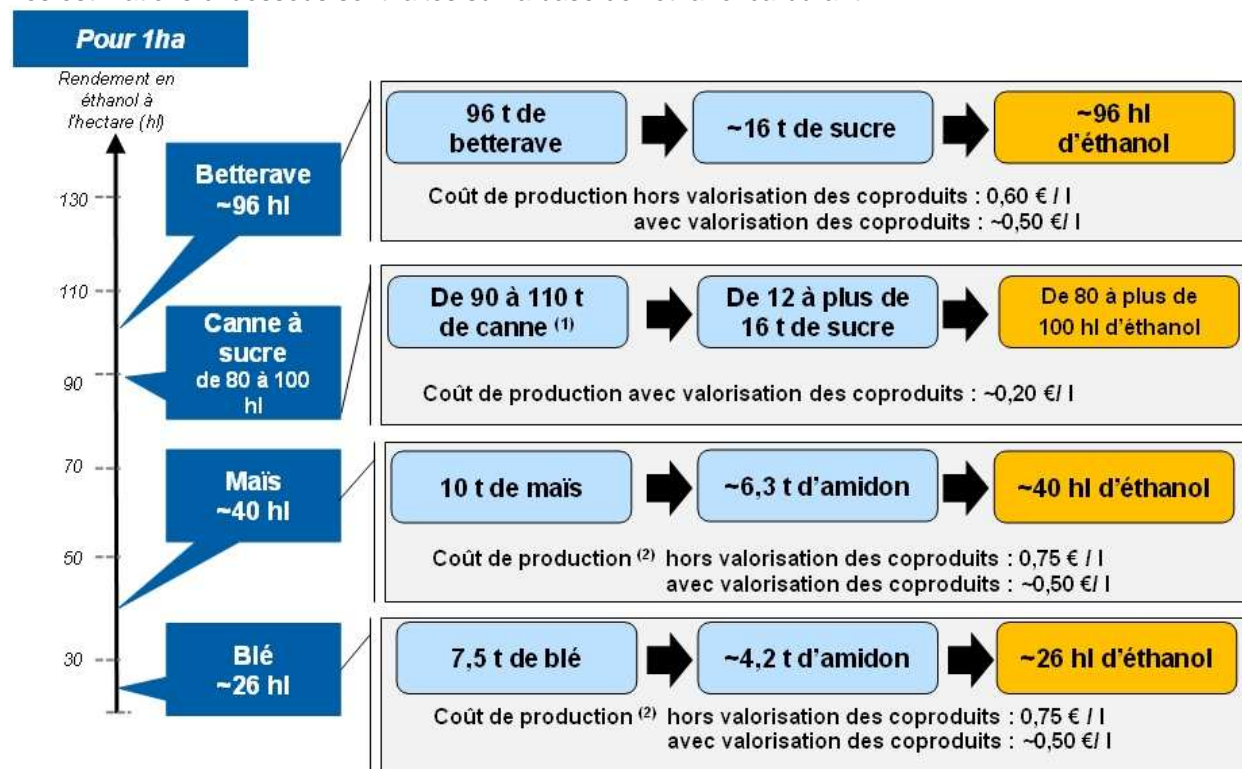 Pour 1ha
Rendement en
éthanol à
l'hectare (hl)
130
110
90
70
50
30
Betterave
~96 hl
96 t de
betterave
~16 t de sucre
~96 hl
d'éthanol
Coût de production hors valorisation des coproduits : 0,60 € / l
avec valorisation des coproduits : ~0,50 €/ l
Canne à
sucre
de 80 à 100
hl
De 90 à 110 t
de canne (1)
De 12 à plus de
16 t de sucre
De 80 à plus de
100 hl d'éthanol
Coût de production avec valorisation des coproduits : ~0,20 €/ l
Maïs
~40 hl
10 t de maïs
~6,3 t d'amidon
~40 hl d'éthanol
Coût de production (2) hors valorisation des coproduits : 0,75 € / l
avec valorisation des coproduits : ~0,50 €/ l
Blé
~26 hl
7,5 t de blé
~4,2 t d'amidon
~26 hl d'éthanol
Coût de production (2) hors valorisation des coproduits : 0,75 € / l
avec valorisation des coproduits : ~0,50 €/ l